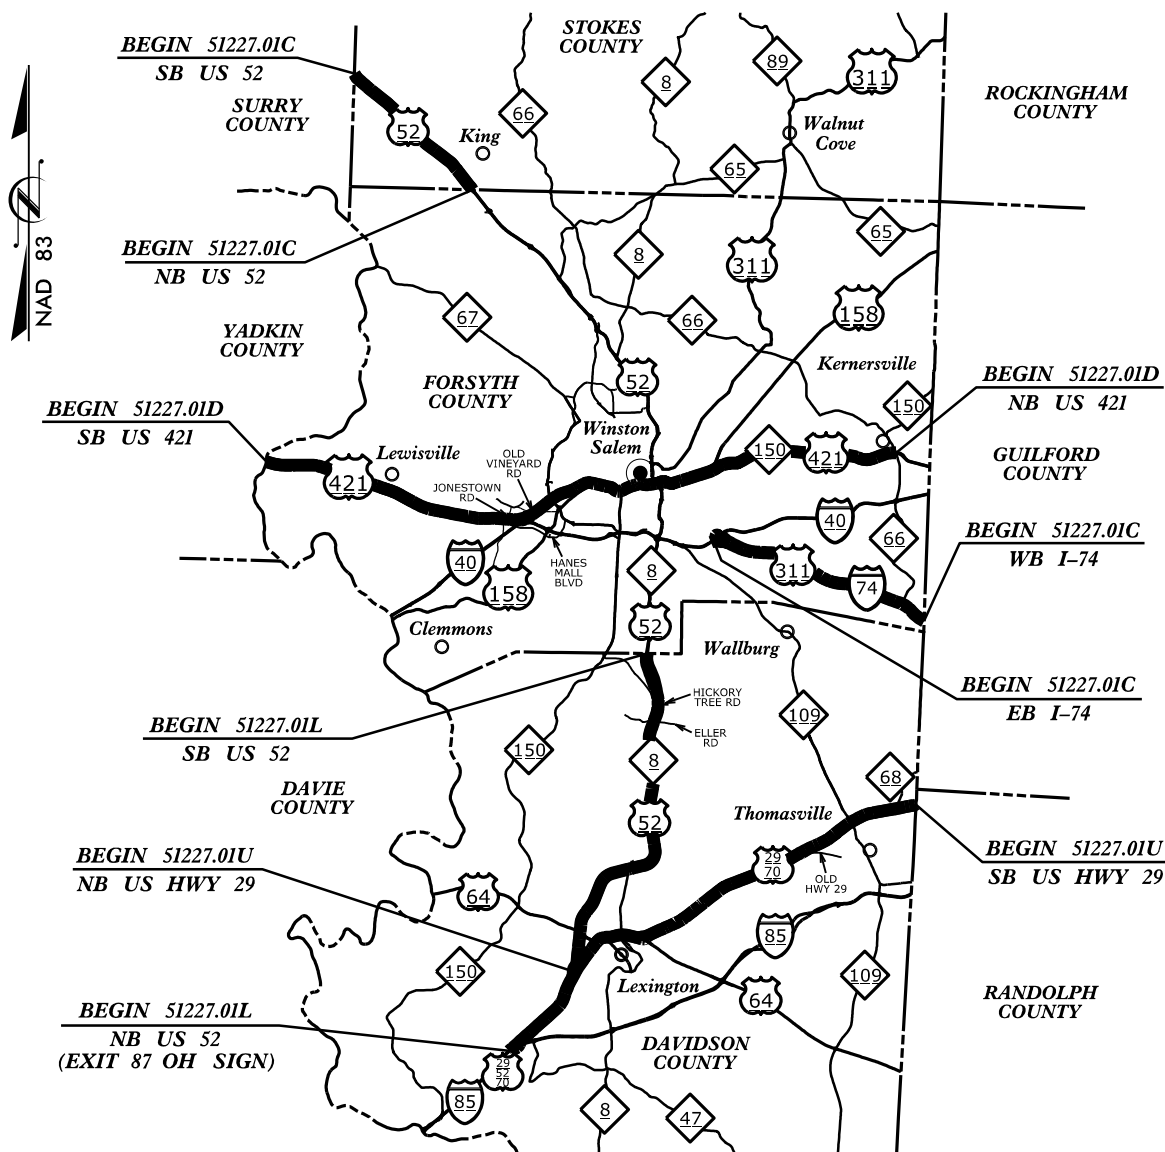 STOKES
COUNTY
BEGIN 51227.01C
SB US 52
8
89
311
SURRY
COUNTY
66
52
King
Walnut
Cove
ROCKINGHAM
COUNTY
65
NAD 83
BEGIN 51227.01C
NB US 52
8
311
65
67
66
158
YADKIN
COUNTY
Kernersville
FORSYTH
COUNTY
52
BEGIN 51227.01D
NB US 421
150
BEGIN 51227.01D
SB US 421
Winston
Salem
Lewisville
OLD
VINEYARD
RD
JONESTOWN
RD
421
150
421
GUILFORD
COUNTY
40
66
BEGIN 51227.01C
WB I-74
40
HANES
MALL
BLVD
158
8
311
74
Clemmons
52
Wallburg
HICKORY
TREE RD
BEGIN 51227.01C
EB I-74
BEGIN 51227.01L
SB US 52
ELLER
RD
109
150
8
68
DAVIE
COUNTY
52
Thomasville
BEGIN 51227.01U
NB US HWY 29
29
70
OLD
HWY 29
BEGIN 51227.01U
SB US HWY 29
64
85
150
Lexington
64
109
RANDOLPH
COUNTY
BEGIN 51227.01L
NB US 52
(EXIT 87 OH SIGN)
DAVIDSON
COUNTY
29
52
70
85
8
47